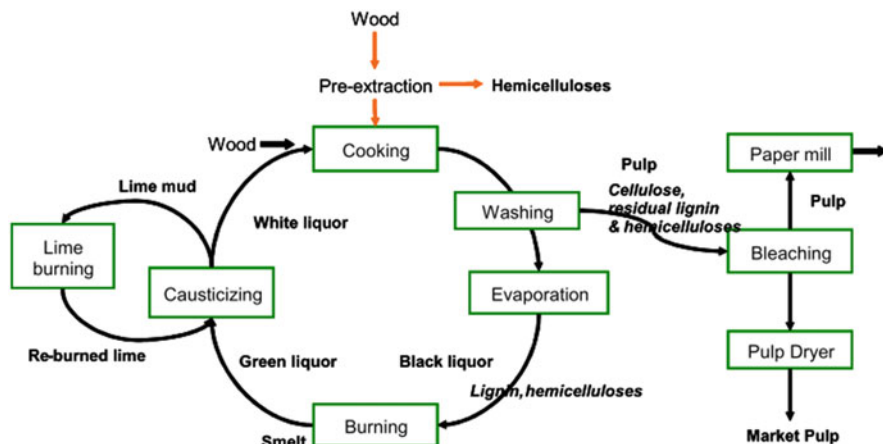 Wood
Pre-extraction
Hemicelluloses
Wood
Cooking
Pulp
Paper mill
Lime mud
Cellulose,
residual lignin
& hemicelluloses
Washing
Pulp
White liquor
Lime
burning
Causticizing
Evaporation
Bleaching
Re-burned lime
Green liquor
Black liquor
Pulp Dryer
Lignin, hemicelluloses
Burning
Smelt
Market Pulp